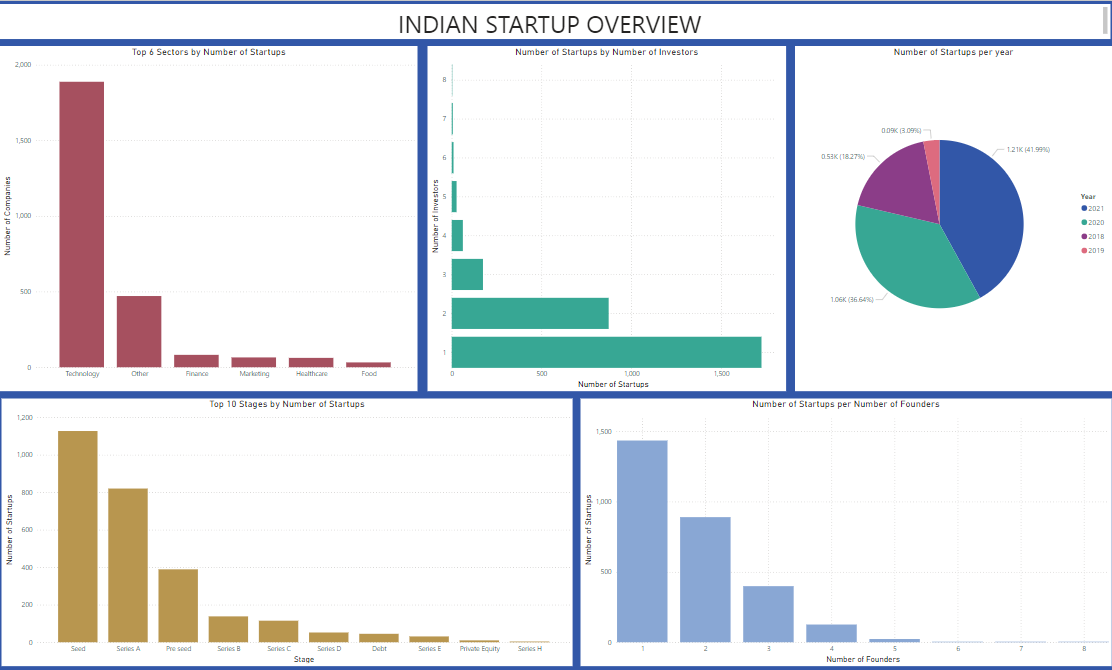 INDIAN STARTUP OVERVIEW
Top 6 Sectors by Number of Startups
Number of Companies
2,000
1,500
1,000
500
0
Technology Other Finance Marketing Healthcare Food
Number of Startups by Number of Investors
Number of Investors
8
7
6
5
4
3
2
1
0 500 1,000 1,500
Number of Startups
Number of Startups per year
0.09K (3.09%)
1.21K (41.99%)
0.53K (18.27%)
1.06K (36.64%)
Year
2021
2020
2018
2019
Top 10 Stages by Number of Startups
Number of Startups
1,200
1,000
800
600
400
200
0
Seed Series A Pre seed Series B Series C Series D Debt Series E Private Equity Series H
Stage
Number of Startups per Number of Founders
Number of Startups
1,500
1,000
500
0
1 2 3 4 5 6 7 8
Number of Founders